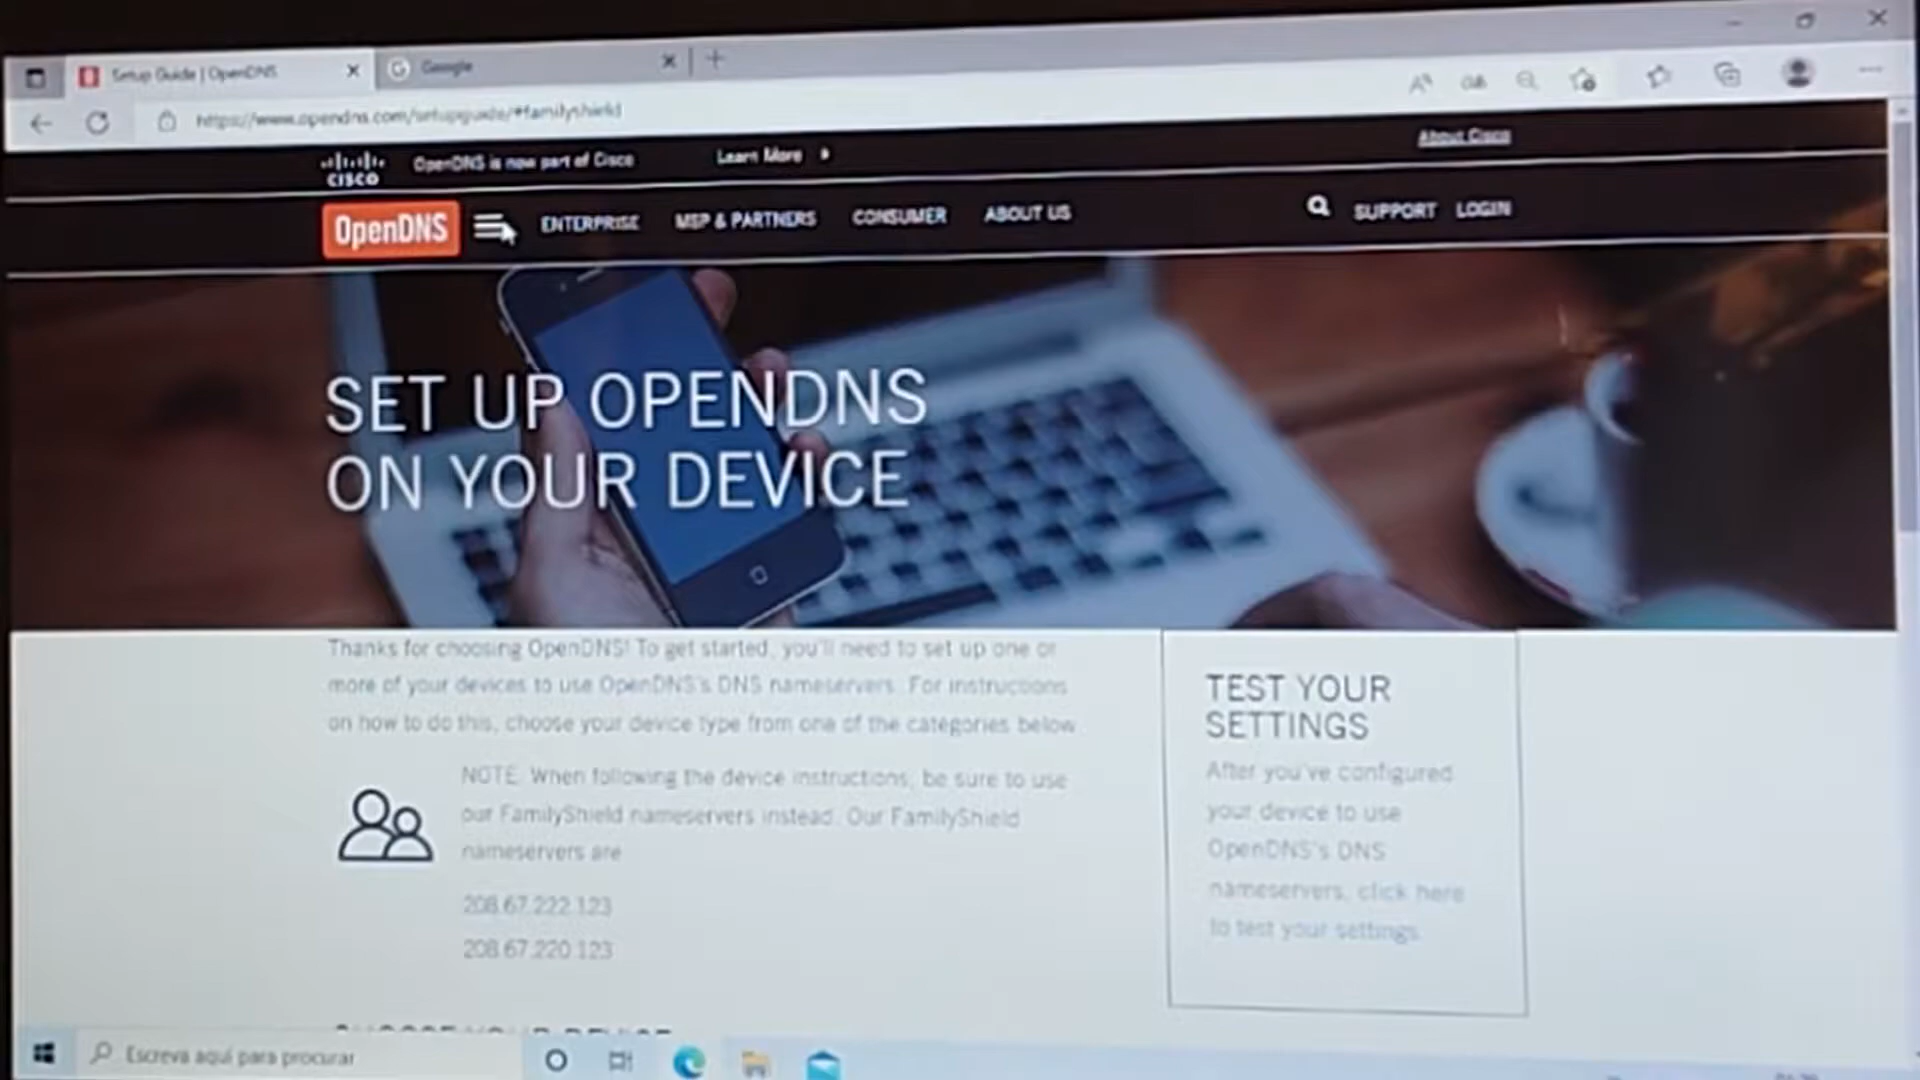 Setup Guide | OpenDNS
Google
https://www.opendns.com/setupguide/#familyshield
CISCO
OpenDNS is now part of Cisco
Learn More
About Cisco
OpenDNS
ENTERPRISE
MSP & PARTNERS
CONSUMER
ABOUT US
SUPPORT
LOGIN
SET UP OPENDNS
ON YOUR DEVICE
Thanks for choosing OpenDNS! To get started, you'll need to set up one or
more of your devices to use OpenDNS's DNS nameservers. For instructions
on how to do this, choose your device type from one of the categories below.
NOTE: When following the device instructions, be sure to use
our FamilyShield nameservers instead. Our FamilyShield
nameservers are
208.67.222.123
208.67.220.123
TEST YOUR
SETTINGS
After you've configured
your device to use
OpenDNS's DNS
nameservers, click here
to test your settings.
CHOOSE YOUR DEVICE
Escreva aqui para procurar